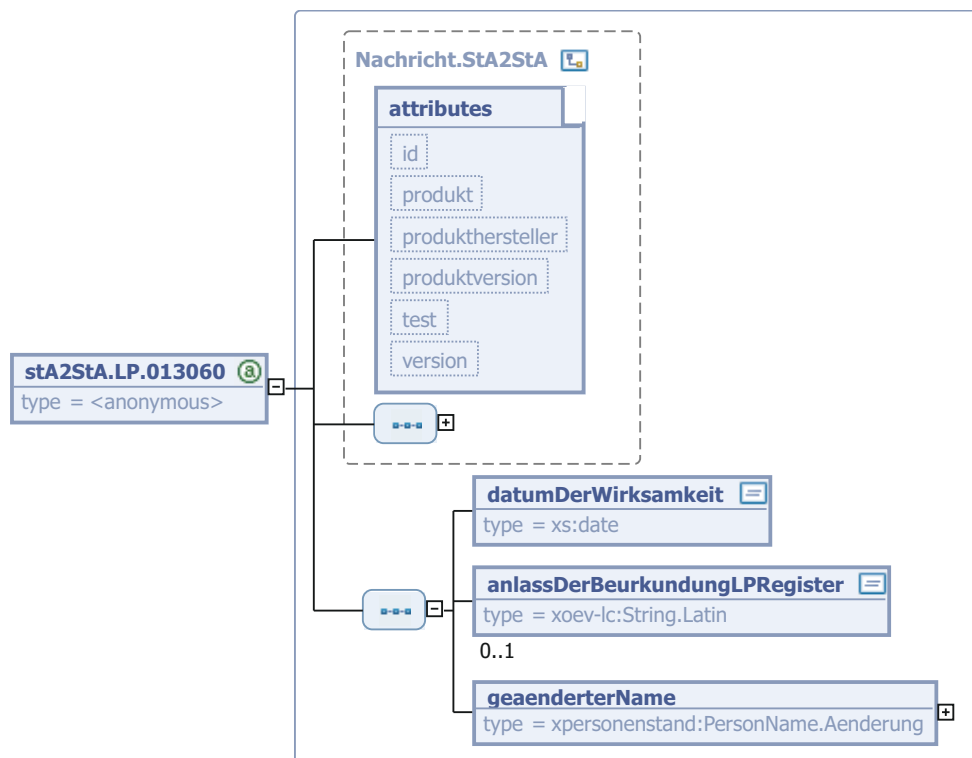 Nachricht.StA2StA
attributes
id
produkt
produkthersteller
produktversion
test
version
stA2StA.LP.013060
type = <anonymous>
datumDerWirksamkeit
type = xs:date
anlassDerBeurkundungLPRegister
type = xoev-lc:String.Latin
0..1
geaenderterName
type = xpersonenstand:PersonName.Aenderung